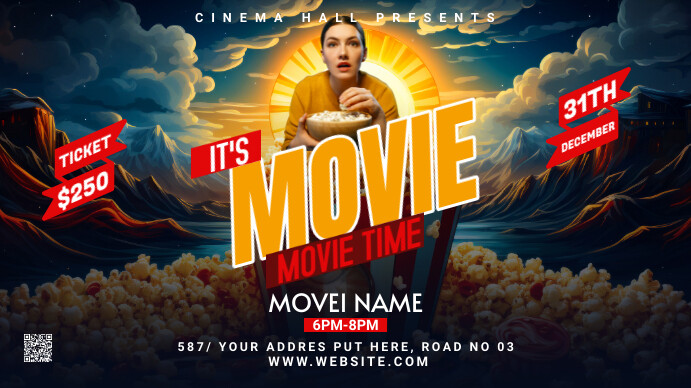 CINEMA HALL PRESENTS
31TH
DECEMBER
TICKET
$250
IT'S
MOVIE
MOVIE TIME
MOVEI NAME
6PM-8PM
587/ YOUR ADDRES PUT HERE, ROAD NO 03
WWW.WEBSITE.COM